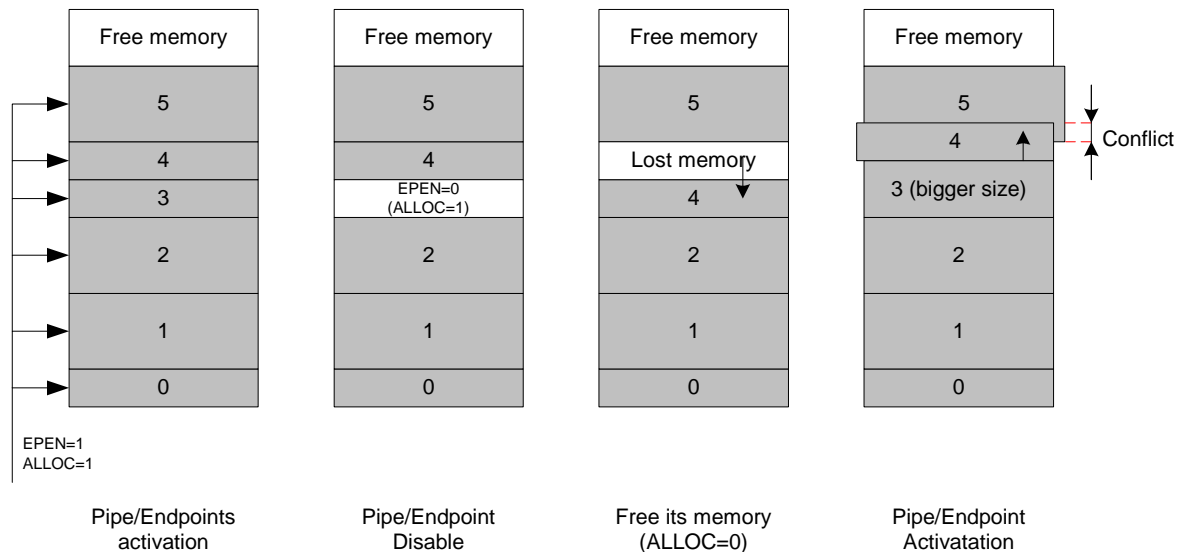 Free memory
5
4
3
2
1
0
EPEN=1
ALLOC=1
Pipe/Endpoints
activation
Free memory
5
4
EPEN=0
(ALLOC=1)
2
1
0
Pipe/Endpoint
Disable
Free memory
5
Lost memory
4
2
1
0
Free its memory
(ALLOC=0)
Free memory
5
4
Conflict
3 (bigger size)
2
1
0
Pipe/Endpoint
Activatation